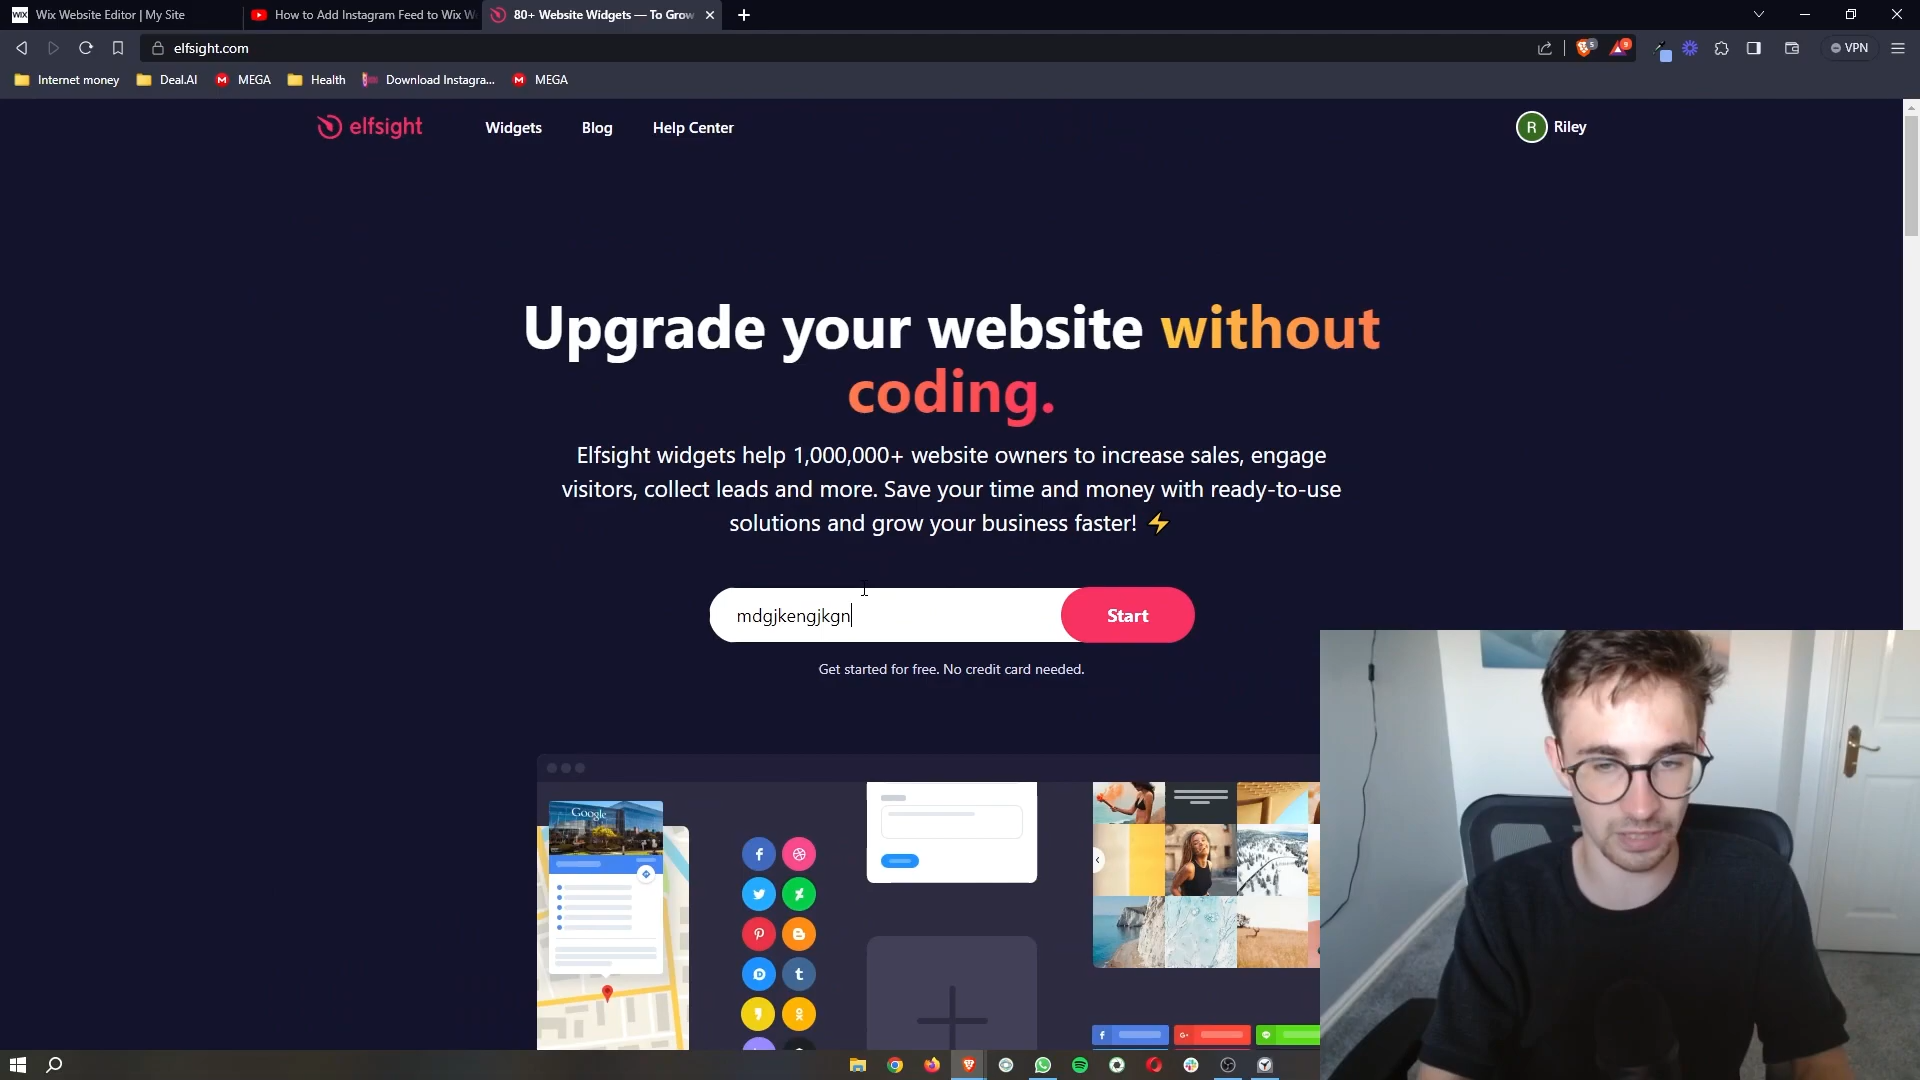 WIX Wix Website Editor | My Site
How to Add Instagram Feed to Wix W
80+ Website Widgets — To Grow
elfsight.com
5
9
VPN
Internet money
Deal.AI
M MEGA
Health
Download Instagra...
M MEGA
elfsight
Widgets
Blog
Help Center
R Riley
Upgrade your website without
coding.
Elfsight widgets help 1,000,000+ website owners to increase sales, engage
visitors, collect leads and more. Save your time and money with ready-to-use
solutions and grow your business faster! ⚡
mdgjkengjkgn
Start
Get started for free. No credit card needed.
Google